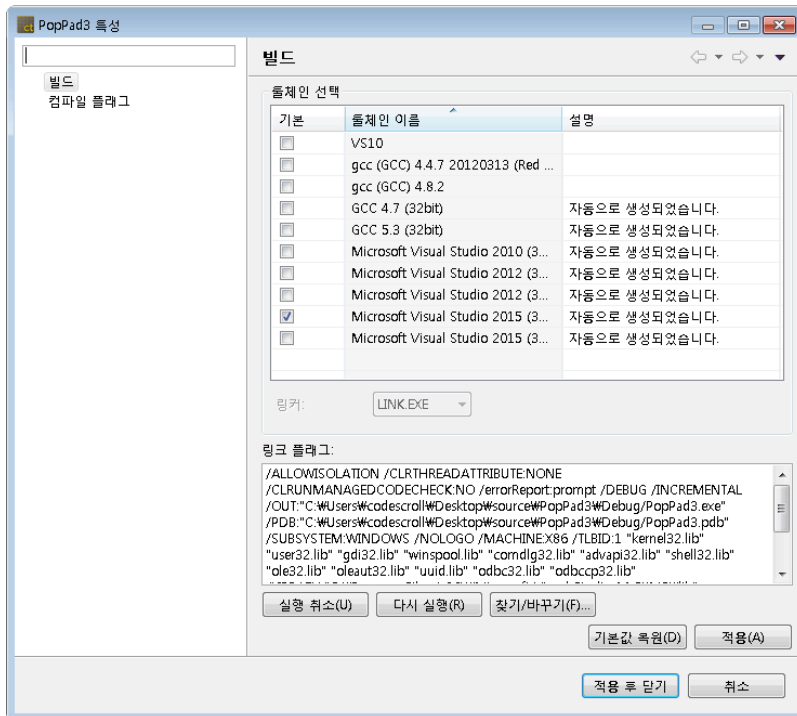 PopPad3 특성
빌드
컴파일 플래그
빌드
툴체인 선택
기본 툴체인 이름 설명
VS10
gcc (GCC) 4.4.7 20120313 (Red ...
gcc (GCC) 4.8.2
GCC 4.7 (32bit) 자동으로 생성되었습니다.
GCC 5.3 (32bit) 자동으로 생성되었습니다.
Microsoft Visual Studio 2010 (3... 자동으로 생성되었습니다.
Microsoft Visual Studio 2012 (3... 자동으로 생성되었습니다.
Microsoft Visual Studio 2012 (3... 자동으로 생성되었습니다.
Microsoft Visual Studio 2015 (3... 자동으로 생성되었습니다.
Microsoft Visual Studio 2015 (3... 자동으로 생성되었습니다.
링커: LINK.EXE
링크 플래그:
/ALLOWISOLATION /CLRTHREADATTRIBUTE:NONE
/CLRUNMANAGEDCODECHECK:NO /errorReport:prompt /DEBUG /INCREMENTAL
/OUT:"C:₩Users₩codescroll₩Desktop₩source₩PopPad3₩Debug/PopPad3.exe"
/PDB:"C:₩Users₩codescroll₩Desktop₩source₩PopPad3₩Debug/PopPad3.pdb"
/SUBSYSTEM:WINDOWS /NOLOGO /MACHINE:X86 /TLBID:1 "kernel32.lib"
"user32.lib" "gdi32.lib" "winspool.lib" "comdlg32.lib" "advapi32.lib" "shell32.lib"
"ole32.lib" "oleaut32.lib" "uuid.lib" "odbc32.lib" "odbccp32.lib"
실행 취소(U) 다시 실행(R) 찾기/바꾸기(F)...
기본값 복원(D) 적용(A)
적용 후 닫기 취소